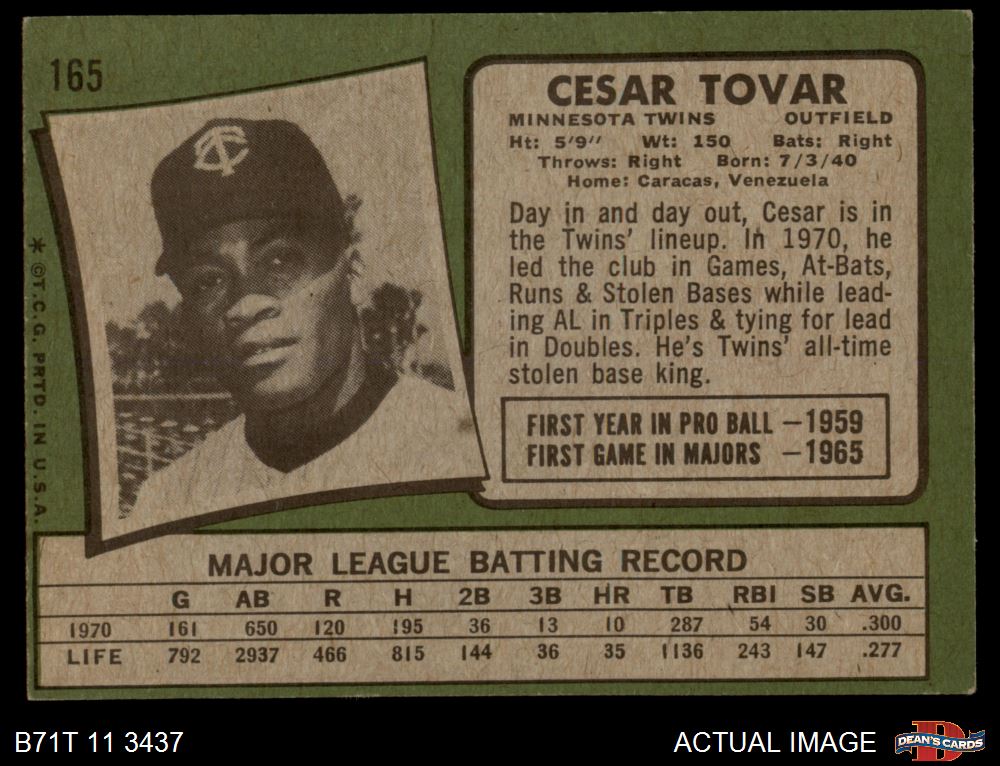 165
CESAR TOVAR
MINNESOTA TWINS OUTFIELD
Ht: 5'9" Wt: 150 Bats: Right
Throws: Right Born: 7/3/40
Home: Caracas, Venezuela
Day in and day out, Cesar is in
the Twins' lineup. In 1970, he
led the club in Games, At-Bats,
Runs & Stolen Bases while lead-
ing AL in Triples & tying for lead
in Doubles. He's Twins' all-time
stolen base king.
FIRST YEAR IN PRO BALL —1959
FIRST GAME IN MAJORS —1965
TC
* ©T.C.G. PRTD. IN U.S.A.
MAJOR LEAGUE BATTING RECORD
G AB R H 2B 3B HR TB RBI SB AVG.
1970 161 650 120 195 36 13 10 287 54 30 .300
LIFE 792 2937 466 815 144 36 35 1136 243 147 .277
B71T 11 3437
ACTUAL IMAGE
DEAN'S CARDS